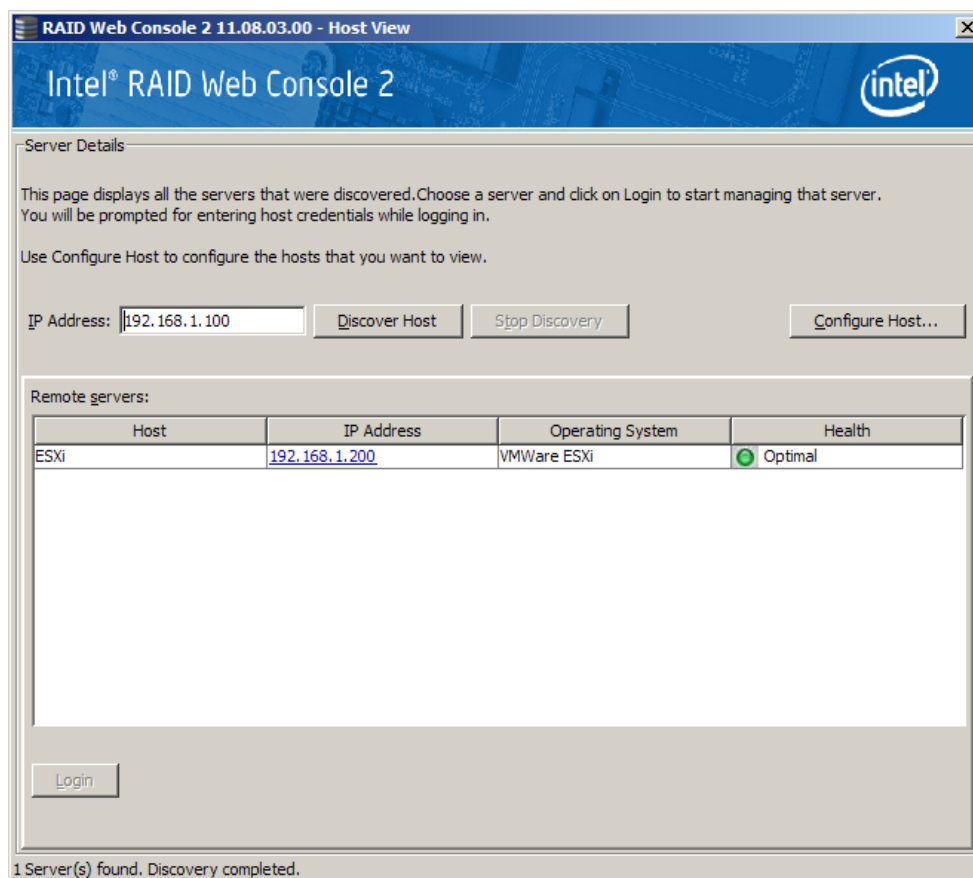 RAID Web Console 2 11.08.03.00 - Host View
Intel® RAID Web Console 2
intel
Server Details
This page displays all the servers that were discovered.Choose a server and click on Login to start managing that server.
You will be prompted for entering host credentials while logging in.
Use Configure Host to configure the hosts that you want to view.
IP Address: 192.168.1.100 Discover Host Stop Discovery Configure Host...
Remote servers:
Host IP Address Operating System Health
ESXi 192.168.1.200 VMWare ESXi Optimal
Login
1 Server(s) found. Discovery completed.